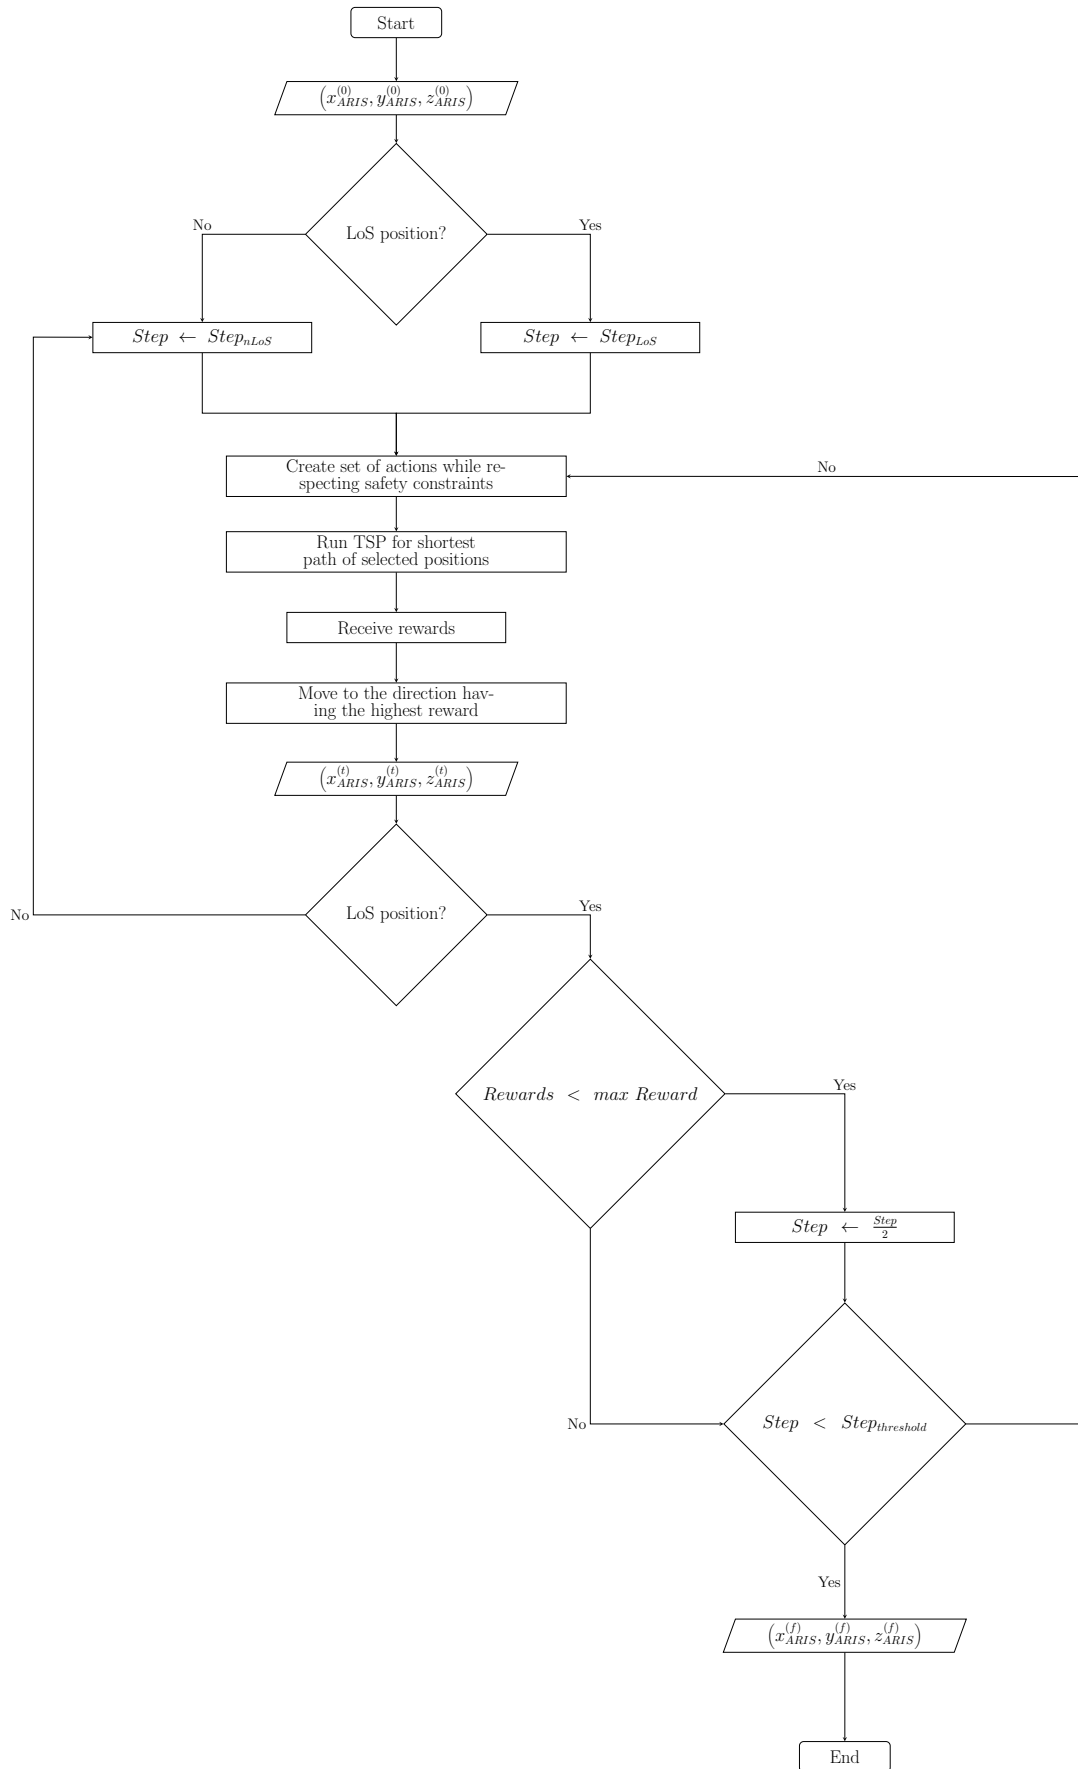 Start
(x_{ARIS}^{(0)}, y_{ARIS}^{(0)}, z_{ARIS}^{(0)})
LoS position?
No
Yes
Step ← Step_{nLoS}
Step ← Step_{LoS}
Create set of actions while re-
specting safety constraints
No
Run TSP for shortest
path of selected positions
Receive rewards
Move to the direction hav-
ing the highest reward
(x_{ARIS}^{(t)}, y_{ARIS}^{(t)}, z_{ARIS}^{(t)})
LoS position?
No
Yes
Rewards < max Reward
Yes
Step ← \frac{Step}{2}
No
Step < Step_{threshold}
Yes
(x_{ARIS}^{(f)}, y_{ARIS}^{(f)}, z_{ARIS}^{(f)})
End